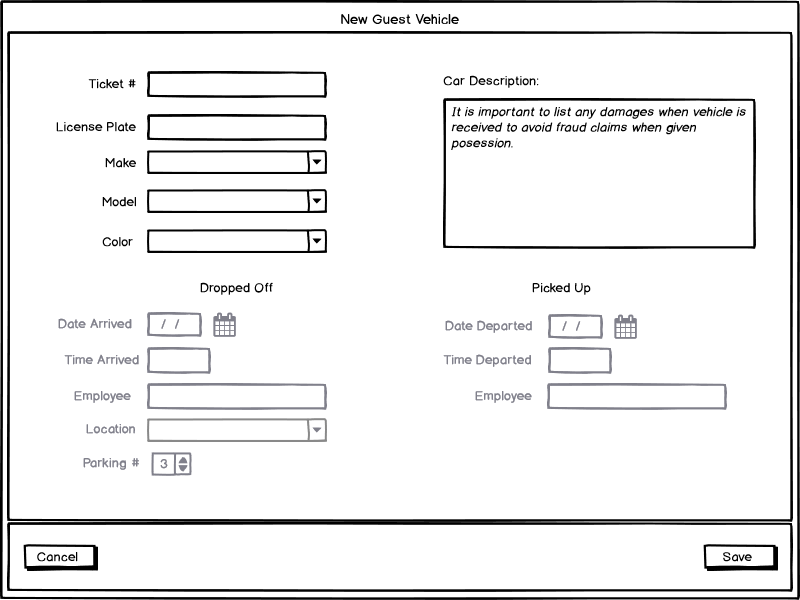 New Guest Vehicle
Ticket #
License Plate
Make
Model
Color
Car Description:
It is important to list any damages when vehicle is
received to avoid fraud claims when given
posession.
Dropped Off
Date Arrived / /
Time Arrived
Employee
Location
Parking # 3
Picked Up
Date Departed / /
Time Departed
Employee
Cancel
Save